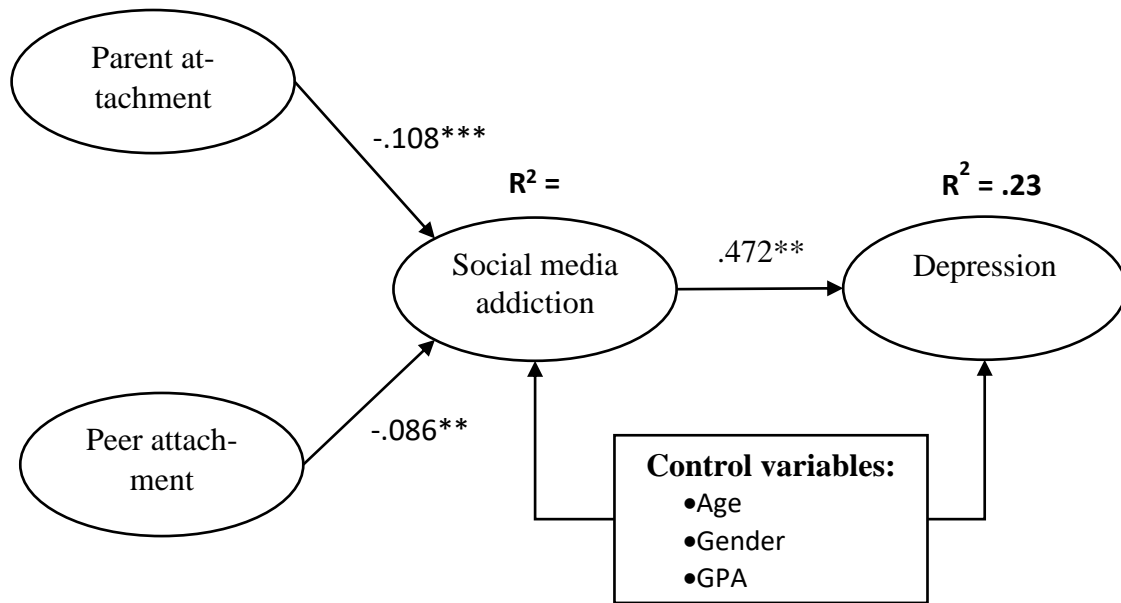 Parent at-
tachment
-.108***
R² =
R² = .23
Social media
addiction
.472**
Depression
Peer attach-
ment
-.086**
Control variables:
•Age
•Gender
•GPA